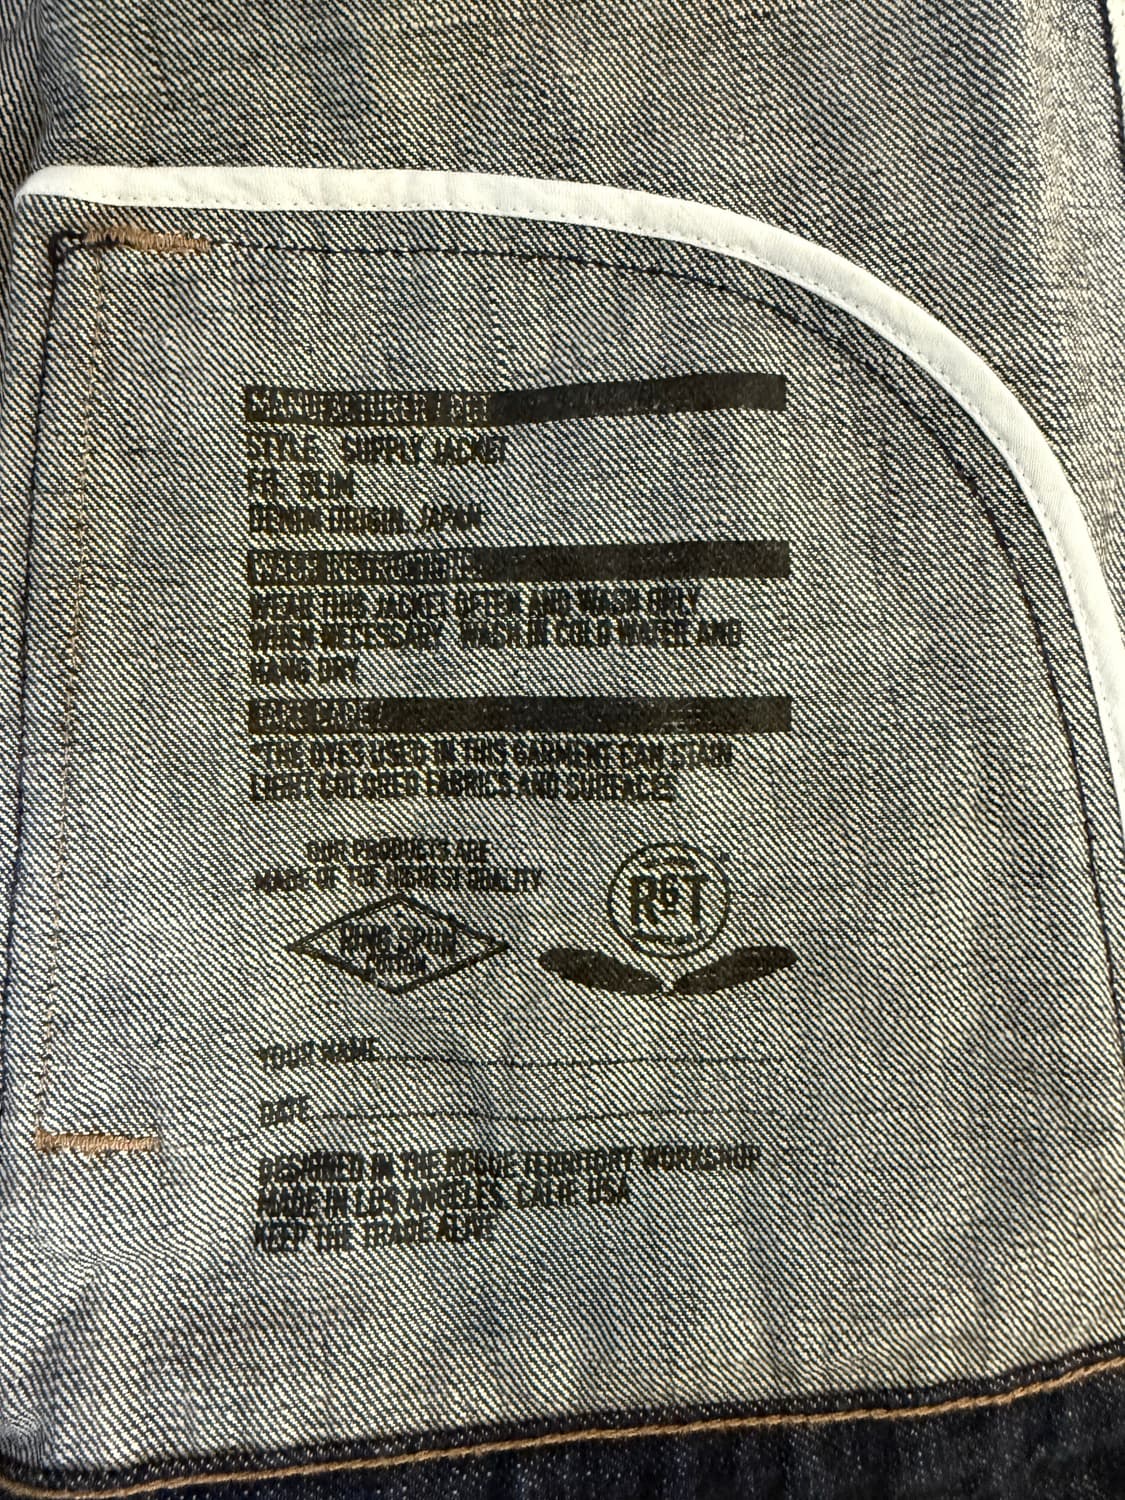 STYLE: SUPPLY JACKET
FIT: SLIM
DENIM ORIGIN: JAPAN
WASH INSTRUCTIONS
WEAR THIS JACKET OFTEN AND WASH ONLY
WHEN NECESSARY. WASH IN COLD WATER AND
HANG DRY
*THE DYES USED IN THIS GARMENT CAN STAIN
LIGHT COLORED FABRICS AND SURFACES
OUR PRODUCTS ARE
MADE OF THE HIGHEST QUALITY
RING SPUN
COTTON
RGT
™
YOUR NAME
DATE
DESIGNED IN THE ROGUE TERRITORY WORKSHOP
MADE IN LOS ANGELES, CALIF. USA
KEEP THE TRADE ALIVE